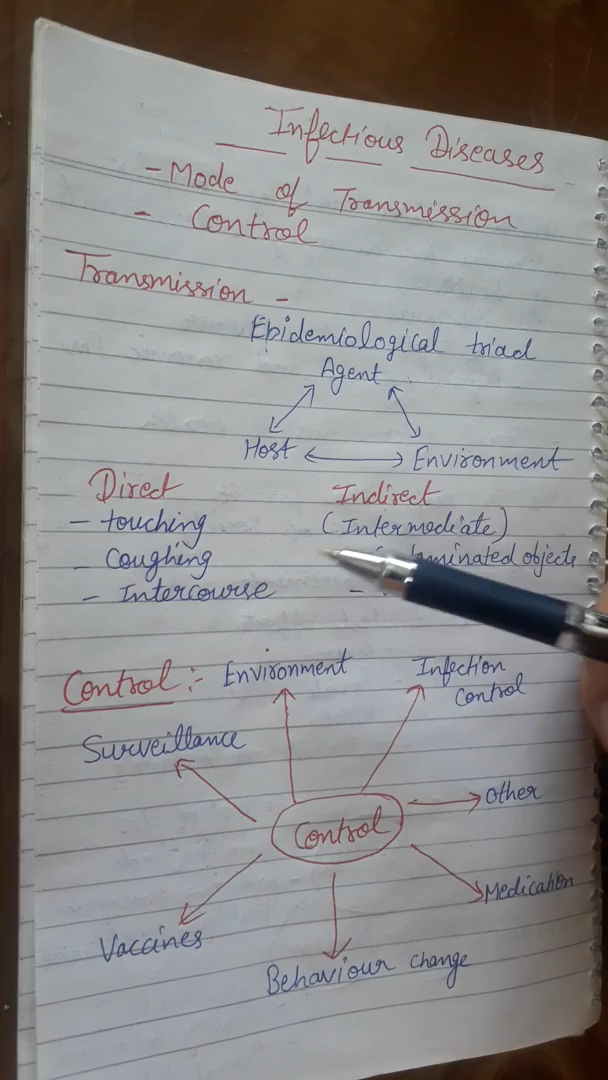 Infectious Diseases
- Mode of Transmission
- Control
Transmission -
Epidemiological triad
Agent
Host Environment
Direct
- touching
- Coughing
- Intercourse
Indirect
(Intermediate)
objects
Control :-
Environment
Infection
control
Surveillance
Other
Control
Medication
Vaccines
Behaviour change